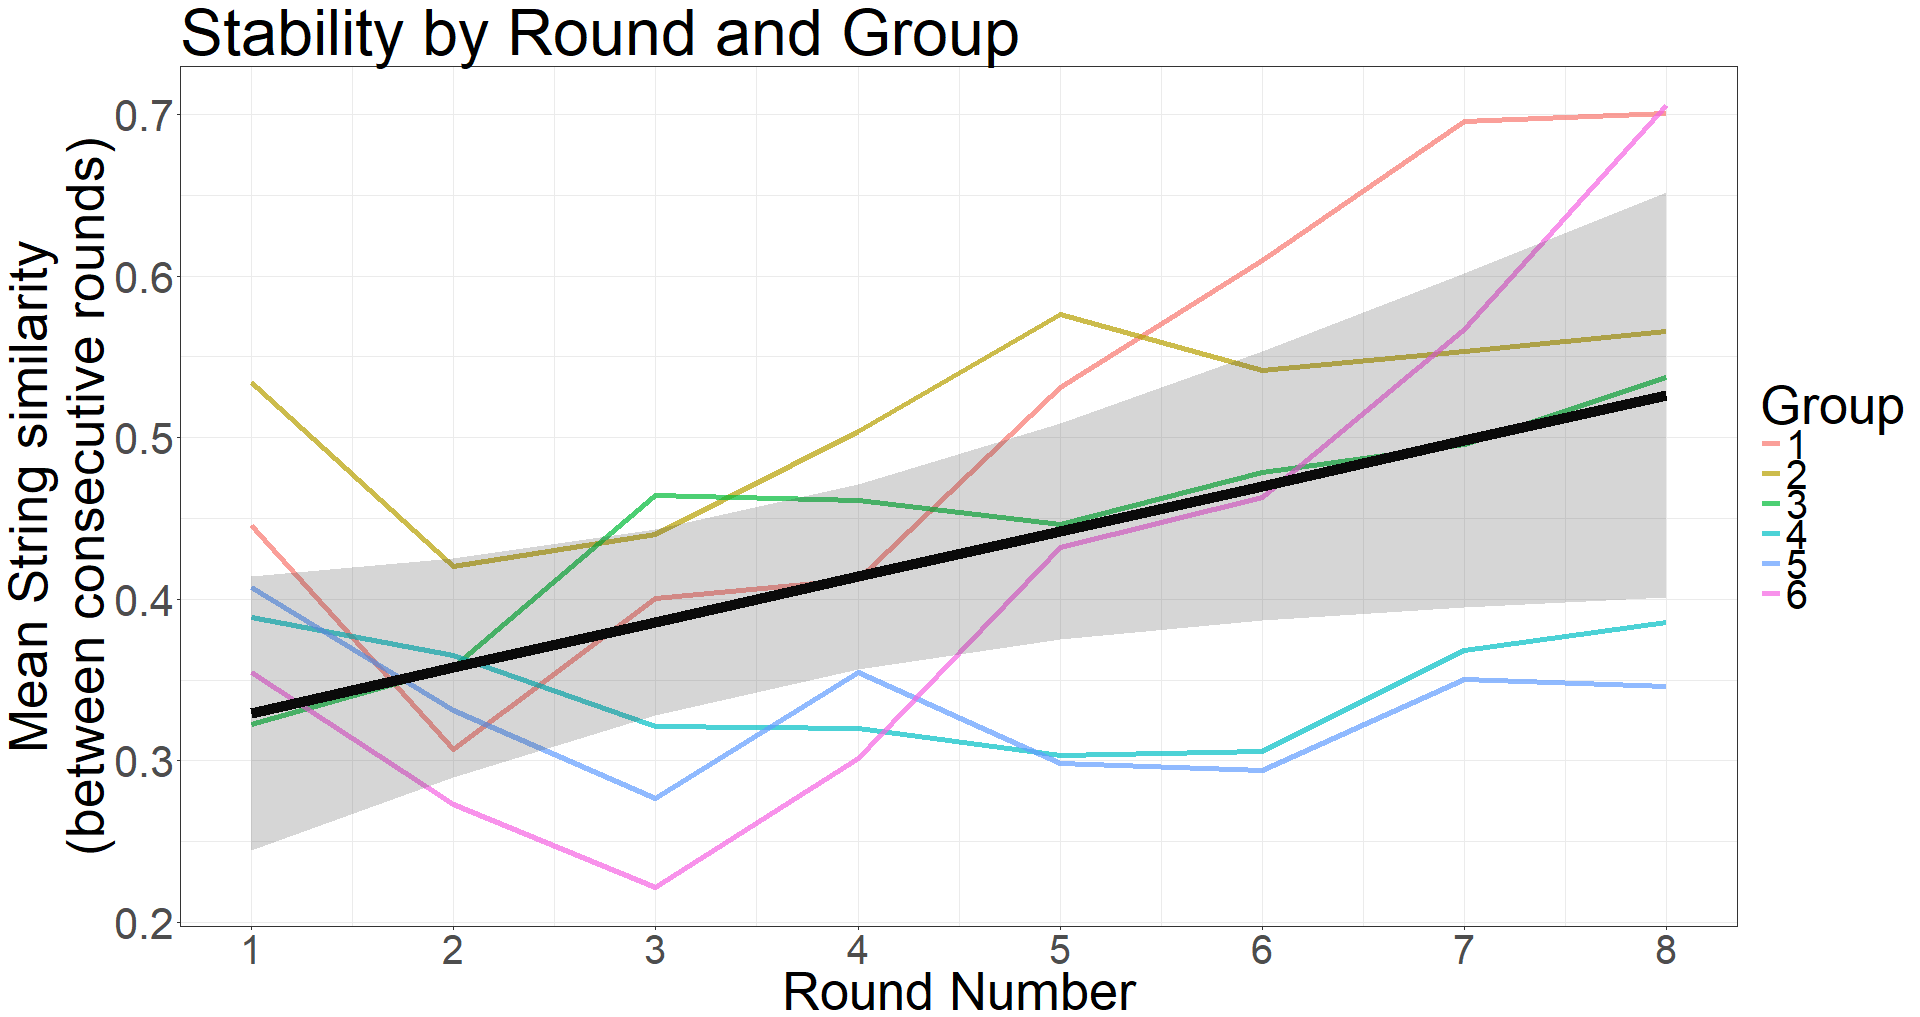 Stability by Round and Group
Mean String similarity
(between consecutive rounds)
0.7
0.6
0.5
0.4
0.3
0.2
1 2 3 4 5 6 7 8
Round Number
Group
1
2
3
4
5
6